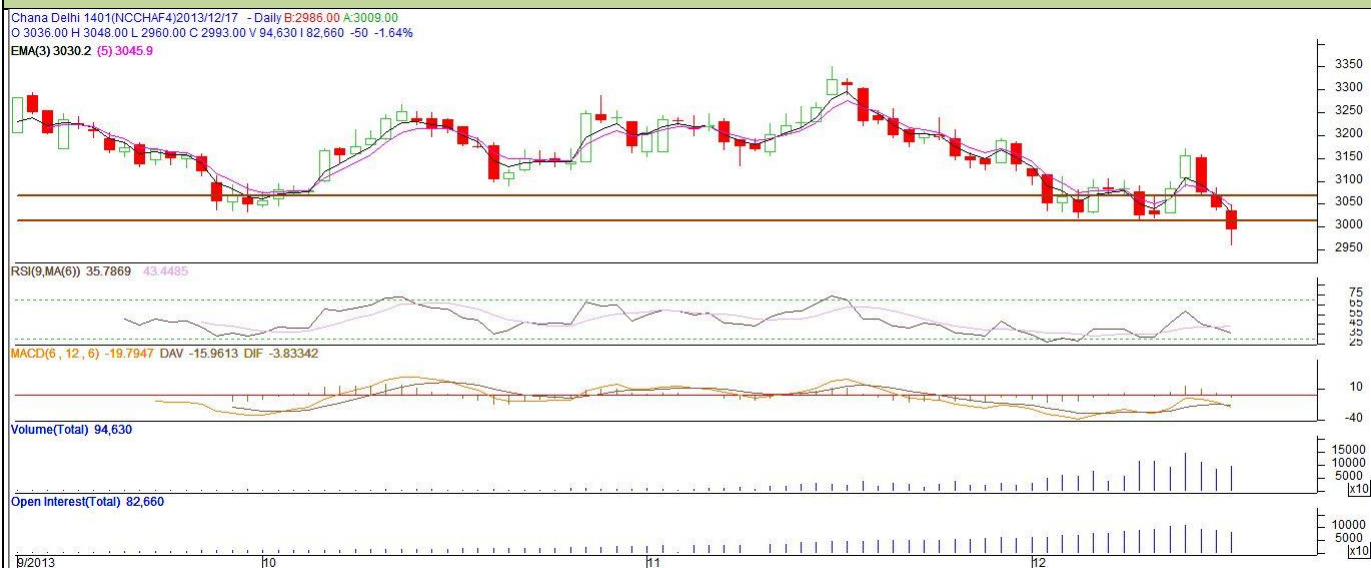 Chana Delhi 1401(NCCHAF4)2013/12/17 - Daily B:2986.00 A:3009.00
O 3036.00 H 3048.00 L 2960.00 C 2993.00 V 94,630 I 82,660 -50 -1.64%
EMA(3) 3030.2 (5) 3045.9
3350
3300
3250
3200
3150
3100
3050
3000
2950
RSI(9,MA(6)) 35.7869 43.4485
75
65
55
45
35
25
MACD(6 , 12 , 6) -19.7947 DAV -15.9613 DIF -3.83342
10
-40
Volume(Total) 94,630
15000
10000
5000
x10
Open Interest(Total) 82,660
10000
5000
x10
9/2013 10 11 12